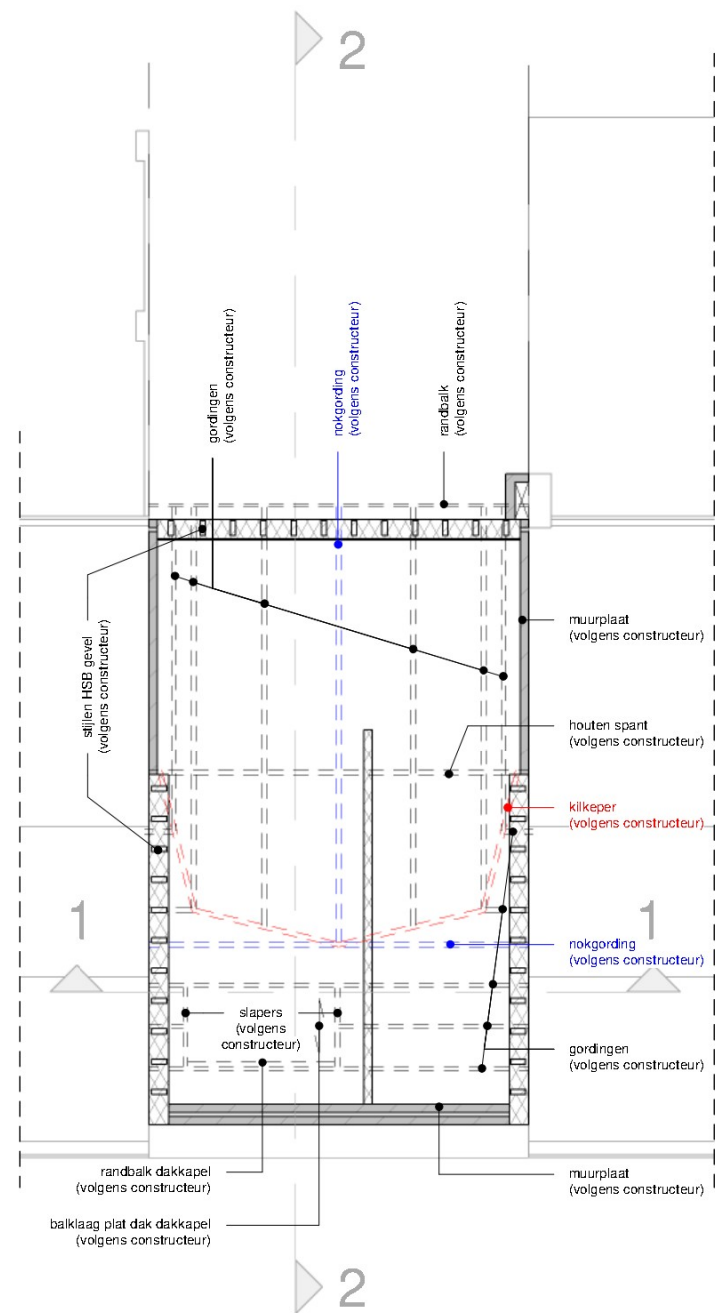 2
gordingen
(volgens constructeur)
nokgording
(volgens constructeur)
randbalk
(volgens constructeur)
stijlen HSB gevel
(volgens constructeur)
muurplaat
(volgens constructeur)
houten spant
(volgens constructeur)
kilkeper
(volgens constructeur)
1
1
nokgording
(volgens constructeur)
slapers
(volgens
constructeur)
gordingen
(volgens constructeur)
randbalk dakkapel
(volgens constructeur)
muurplaat
(volgens constructeur)
balklaag plat dak dakkapel
(volgens constructeur)
2